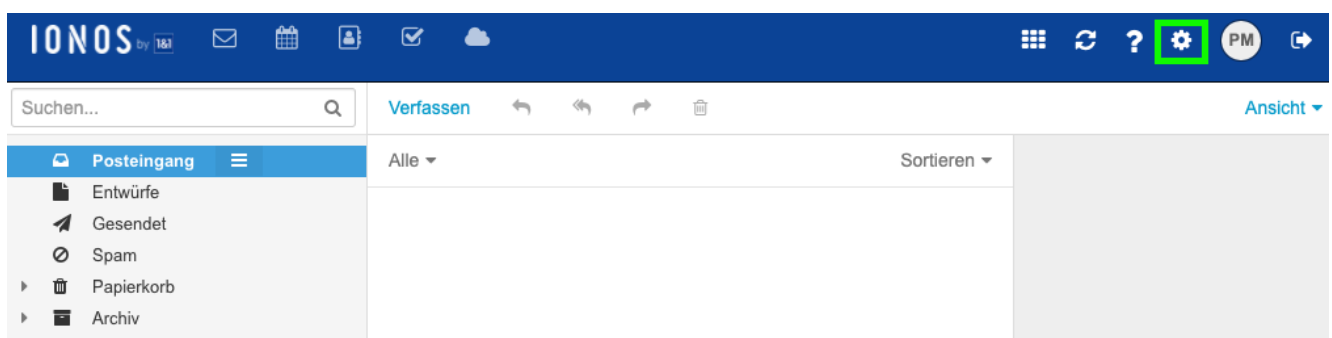 IONOS by 1&1
? PM
Suchen... Verfassen Ansicht
Posteingang Alle Sortieren
Entwürfe
Gesendet
Spam
Papierkorb
Archiv